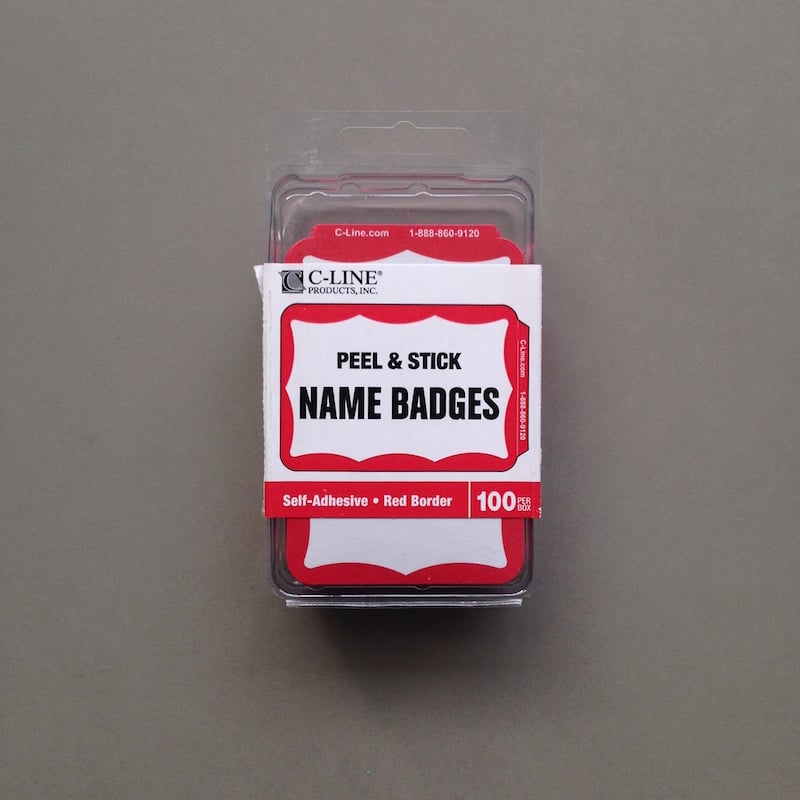 C-Line.com 1-888-860-9120
C-LINE®
PRODUCTS, INC.
PEEL & STICK
NAME BADGES
C-Line.com 1-888-860-9120
Self-Adhesive • Red Border
100 PER
BOX